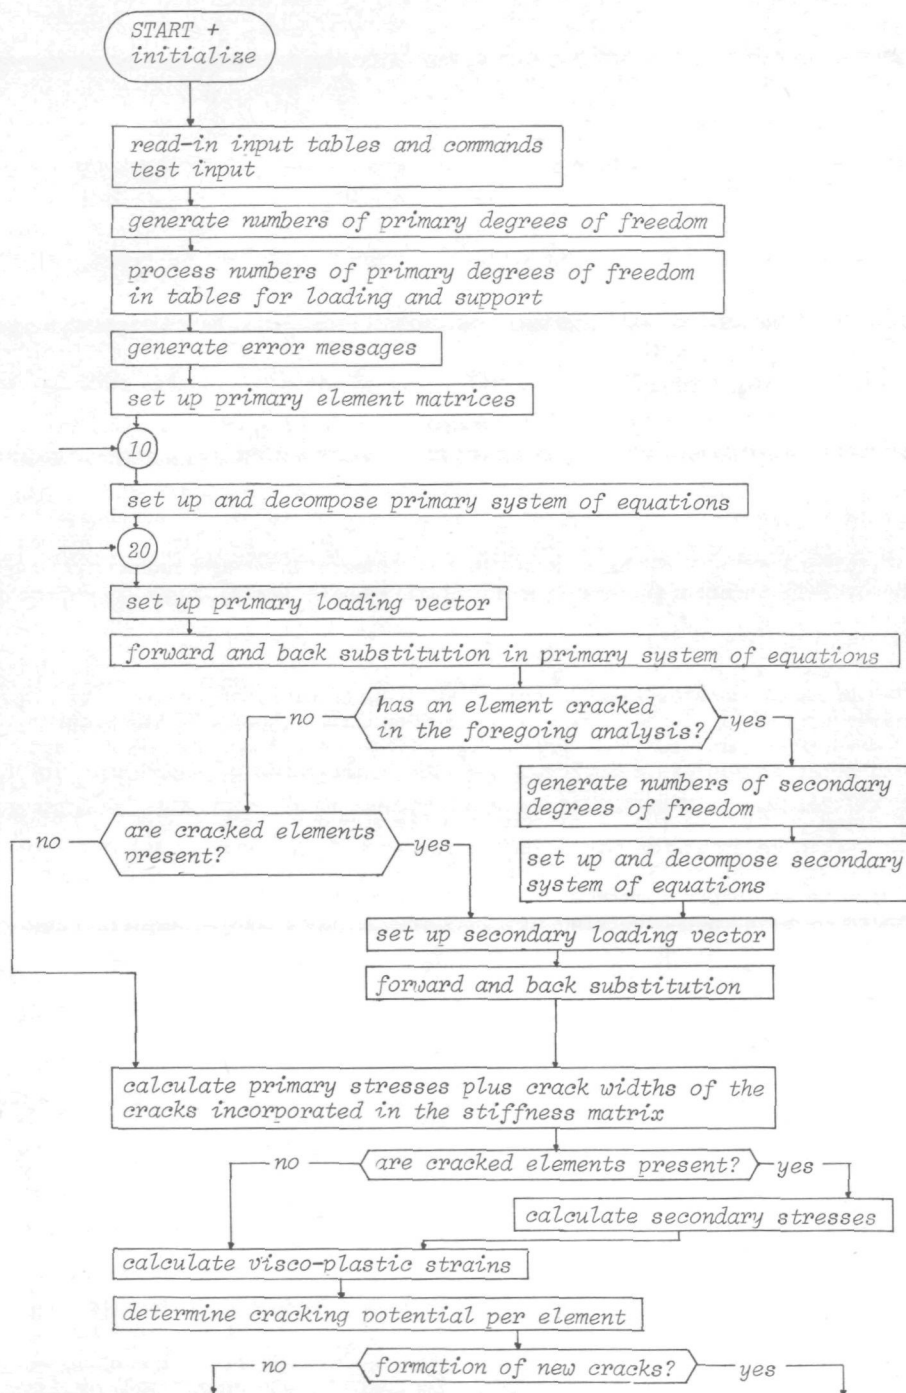 START +
initialize
read-in input tables and commands
test input
generate numbers of primary degrees of freedom
process numbers of primary degrees of freedom
in tables for loading and support
generate error messages
set up primary element matrices
10
set up and decompose primary system of equations
20
set up primary loading vector
forward and back substitution in primary system of equations
has an element cracked
in the foregoing analysis?
no
yes
generate numbers of secondary
degrees of freedom
are cracked elements
present?
no
yes
set up and decompose secondary
system of equations
set up secondary loading vector
forward and back substitution
calculate primary stresses plus crack widths of the
cracks incorporated in the stiffness matrix
no
are cracked elements present?
yes
calculate secondary stresses
calculate visco-plastic strains
determine cracking potential per element
no
formation of new cracks?
yes